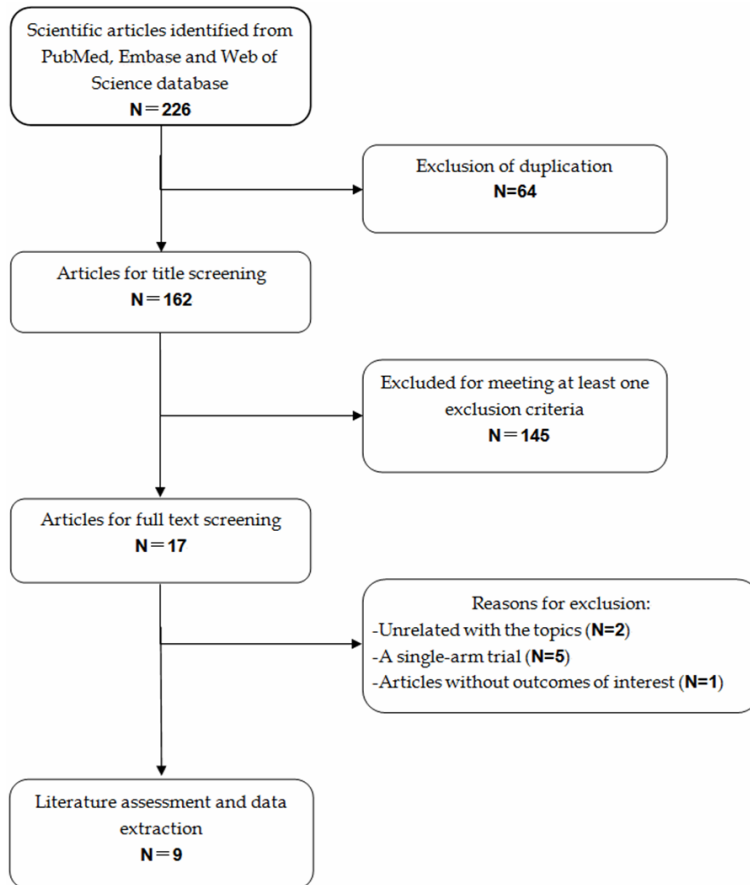 Scientific articles identified from
PubMed, Embase and Web of
Science database
N＝226
Exclusion of duplication
N=64
Articles for title screening
N＝162
Excluded for meeting at least one
exclusion criteria
N＝145
Articles for full text screening
N＝17
Reasons for exclusion:
-Unrelated with the topics (N=2)
-A single-arm trial (N=5)
-Articles without outcomes of interest (N=1)
Literature assessment and data
extraction
N＝9